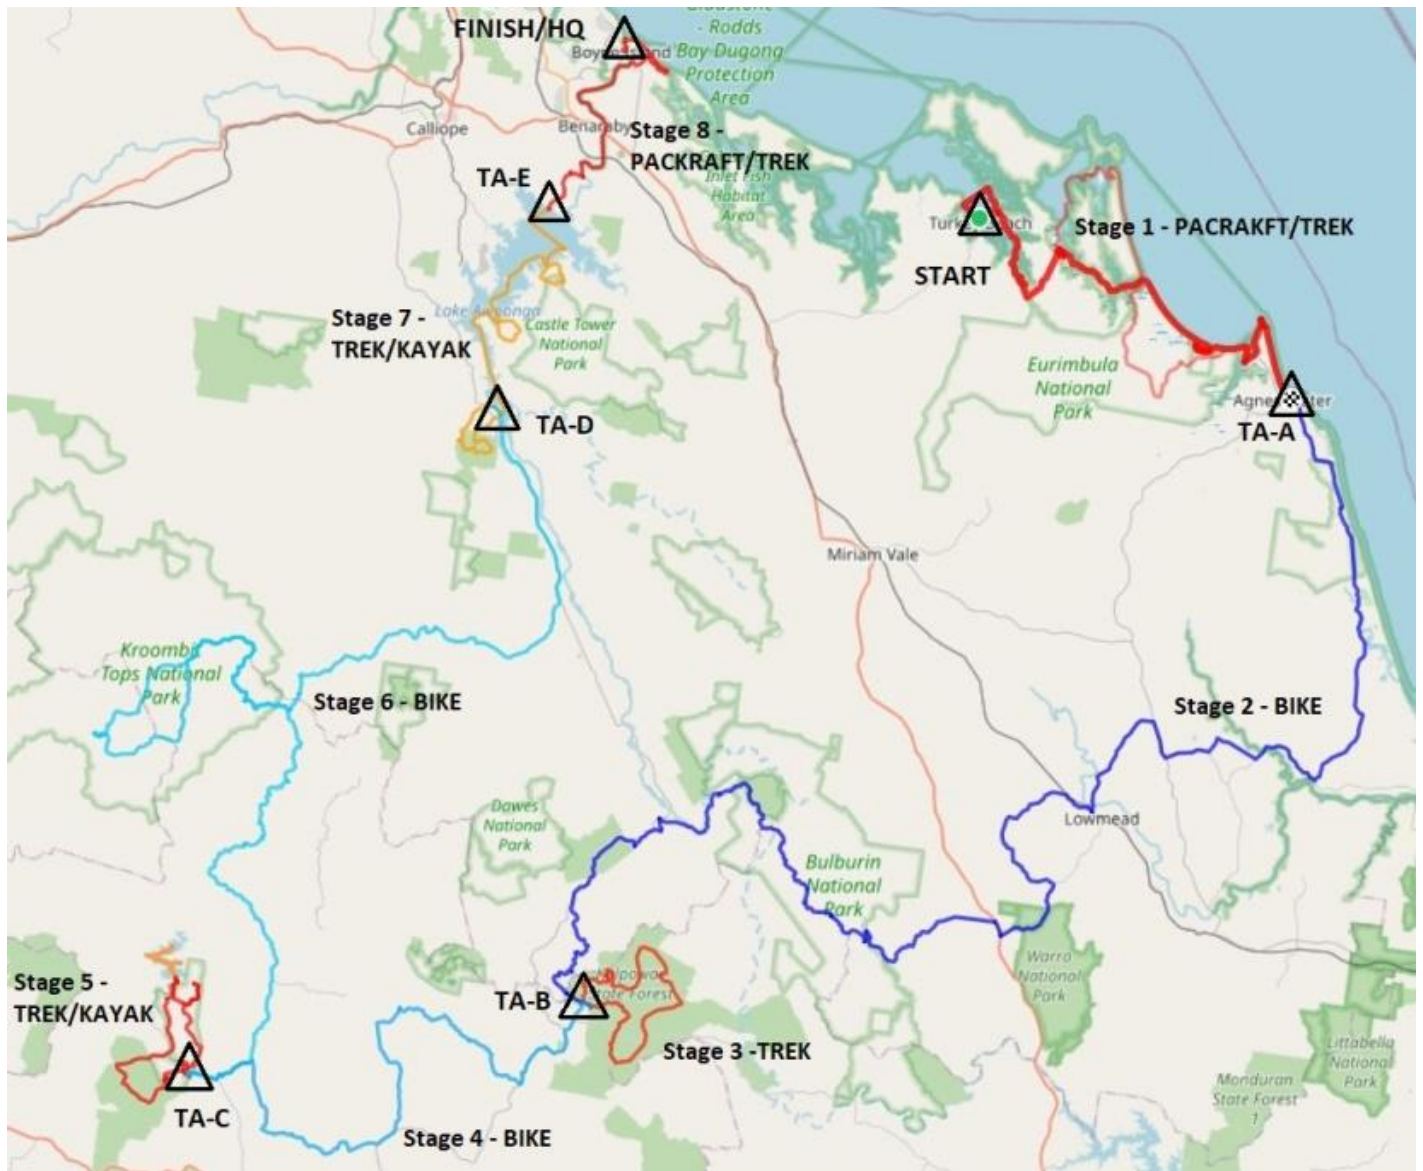 FINISH/HQ
Gladstone
- Rodds
Bay Dugong
Protection
Area
Calliope
Benaraby
Stage 8 -
PACKRAFT/TREK
Inlet Fish
Habitat
Area
TA-E
Stage 1 - PACRAKFT/TREK
START
Stage 7 -
TREK/KAYAK
Castle Tower
National
Park
Eurimbula
National
Park
TA-D
TA-A
Miriam Vale
Kroombit
Tops National
Park
Stage 6 - BIKE
Stage 2 - BIKE
Dawes
National
Park
Lowmead
Bulburin
National
Park
Warro
National
Park
Stage 5 -
TREK/KAYAK
TA-B
State Forest
Stage 3 -TREK
TA-C
Stage 4 - BIKE
Littabella
National
Park
Monduran
State Forest
1